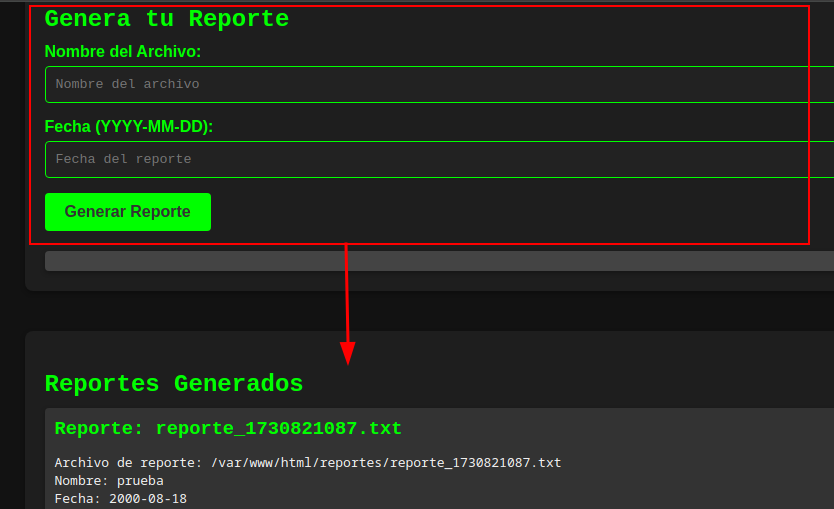 Genera tu Reporte
Nombre del Archivo:
Nombre del archivo
Fecha (YYYY-MM-DD):
Fecha del reporte
Generar Reporte
Reportes Generados
Reporte: reporte_1730821087.txt
Archivo de reporte: /var/www/html/reportes/reporte_1730821087.txt
Nombre: prueba
Fecha: 2000-08-18